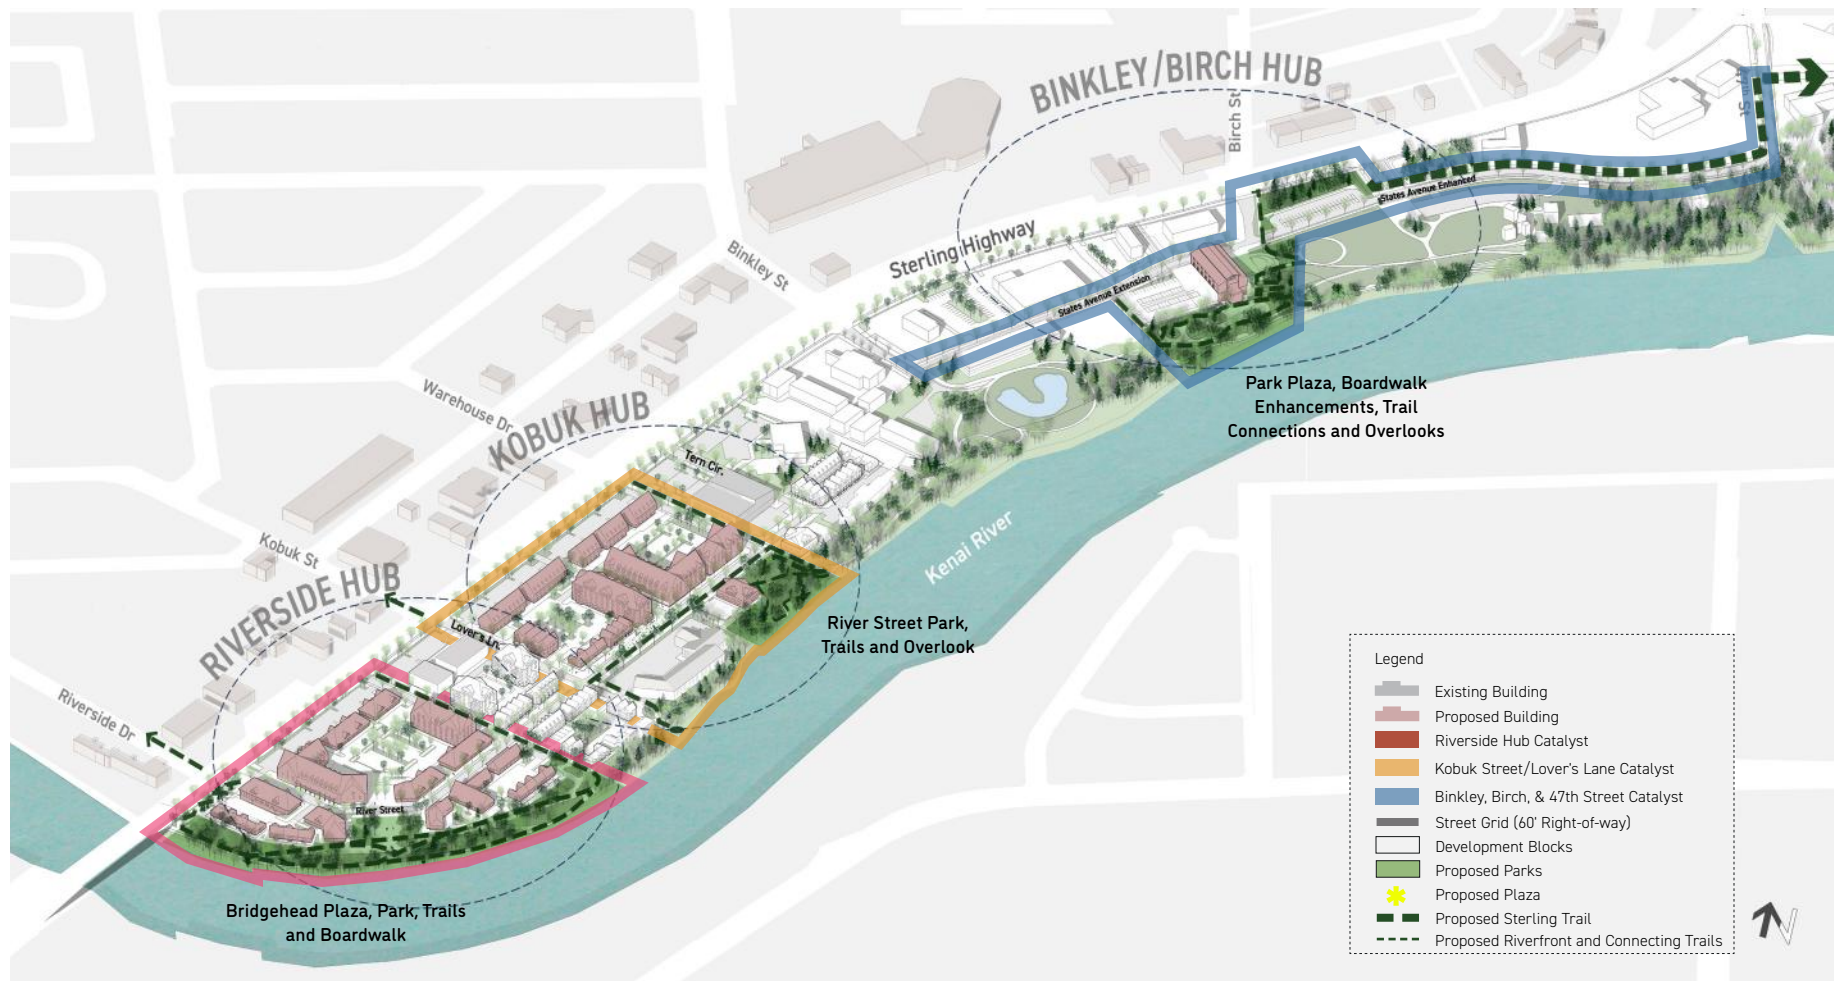 BINKLEY/BIRCH HUB
Birch St
47th St
States Avenue Enhanced
Sterling Highway
Binkley St
States Avenue Extension
Park Plaza, Boardwalk
Enhancements, Trail
Connections and Overlooks
Warehouse Dr
KOBUK HUB
Tern Cir.
Kenai River
Kobuk St
RIVERSIDE HUB
Lover's Ln.
River Street Park,
Trails and Overlook
Riverside Dr
River Street
Bridgehead Plaza, Park, Trails
and Boardwalk
Legend
Existing Building
Proposed Building
Riverside Hub Catalyst
Kobuk Street/Lover's Lane Catalyst
Binkley, Birch, & 47th Street Catalyst
Street Grid (60' Right-of-way)
Development Blocks
Proposed Parks
Proposed Plaza
Proposed Sterling Trail
Proposed Riverfront and Connecting Trails
N